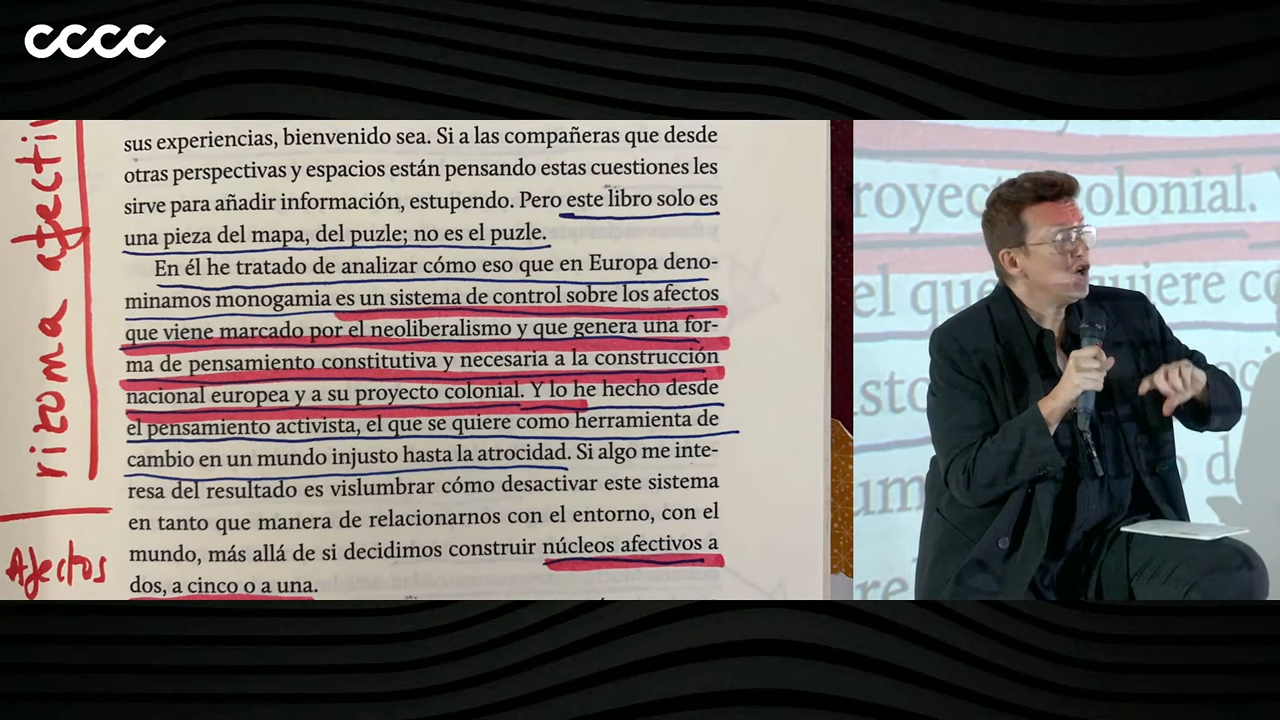 cccc
rizoma afecti
Afectos
sus experiencias, bienvenido sea. Si a las compañeras que desde
otras perspectivas y espacios están pensando estas cuestiones les
sirve para añadir información, estupendo. Pero este libro solo es
una pieza del mapa, del puzle; no es el puzle.
En él he tratado de analizar cómo eso que en Europa deno-
minamos monogamia es un sistema de control sobre los afectos
que viene marcado por el neoliberalismo y que genera una for-
ma de pensamiento constitutiva y necesaria a la construcción
nacional europea y a su proyecto colonial. Y lo he hecho desde
el pensamiento activista, el que se quiere como herramienta de
cambio en un mundo injusto hasta la atrocidad. Si algo me inte-
resa del resultado es vislumbrar cómo desactivar este sistema
en tanto que manera de relacionarnos con el entorno, con el
mundo, más allá de si decidimos construir núcleos afectivos a
dos, a cinco o a una.
royec colonial. Y
el que quiere co
sto
um d
re